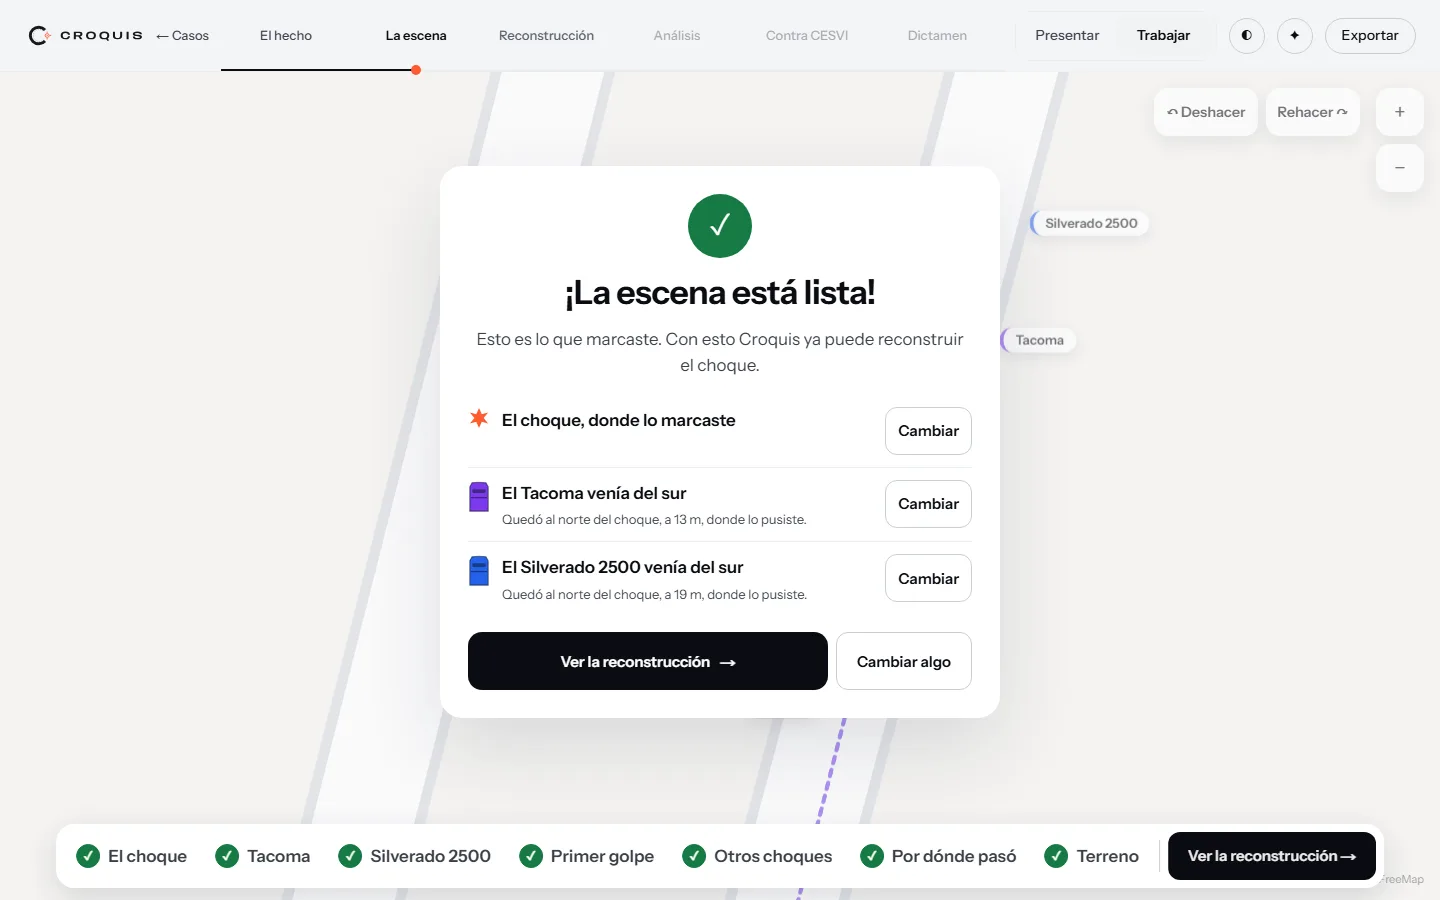 CROQUIS
← Casos
El hecho
La escena
Reconstrucción
Análisis
Contra CESVI
Dictamen
Presentar
Trabajar
Exportar
Deshacer
Rehacer
+
−
Silverado 2500
Tacoma
¡La escena está lista!
Esto es lo que marcaste. Con esto Croquis ya puede reconstruir
el choque.
El choque, donde lo marcaste
Cambiar
El Tacoma venía del sur
Quedó al norte del choque, a 13 m, donde lo pusiste.
Cambiar
El Silverado 2500 venía del sur
Quedó al norte del choque, a 19 m, donde lo pusiste.
Cambiar
Ver la reconstrucción →
Cambiar algo
El choque
Tacoma
Silverado 2500
Primer golpe
Otros choques
Por dónde pasó
Terreno
Ver la reconstrucción →
FreeMap